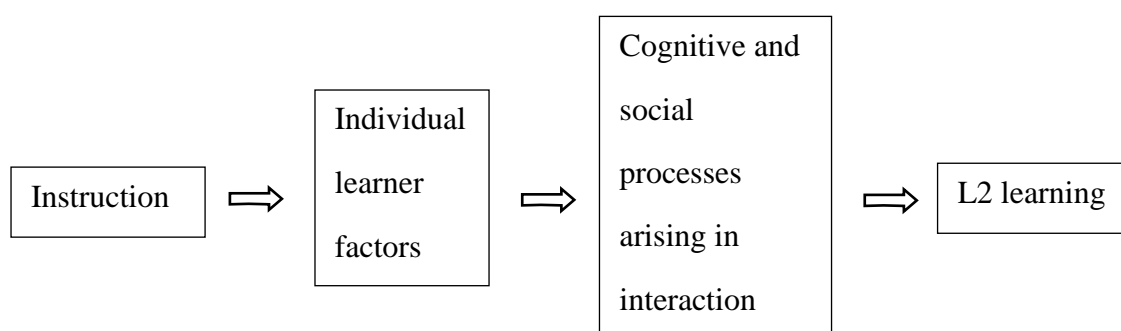 Instruction
Individual
learner
factors
Cognitive and
social
processes
arising in
interaction
L2 learning